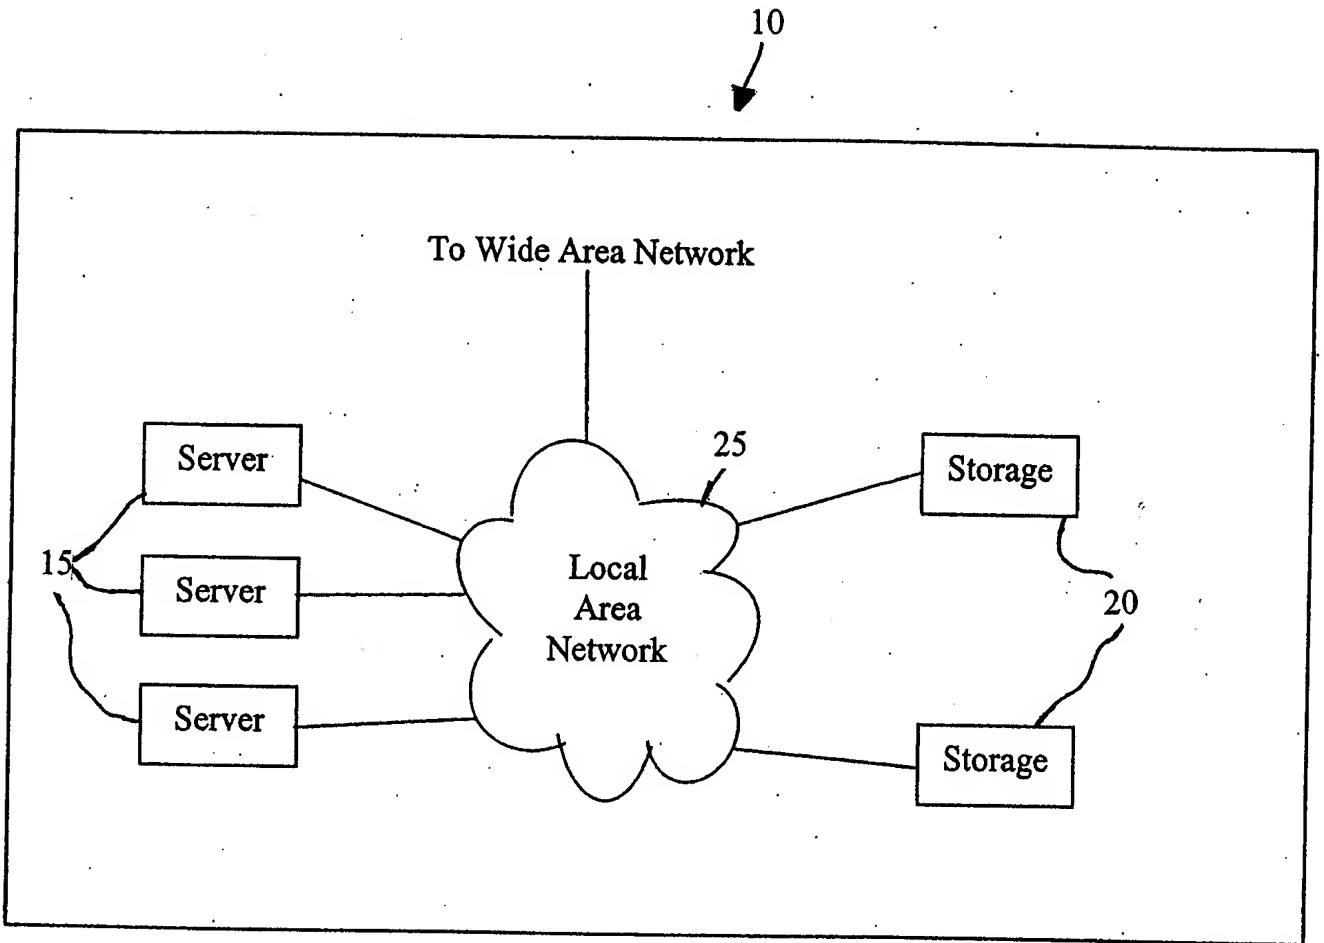 10
To Wide Area Network
25
Server
Storage
15
Server
Local
Area
Network
20
Server
Storage